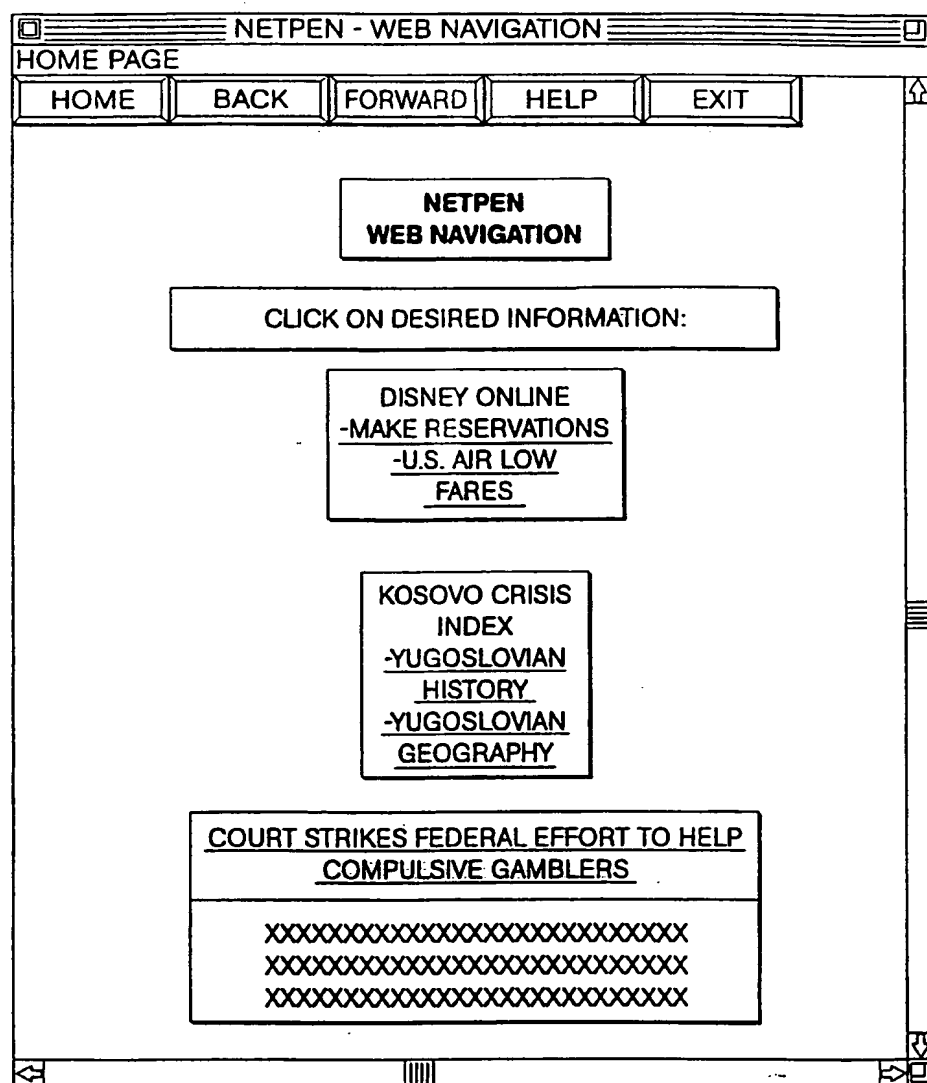 NETPEN - WEB NAVIGATION
HOME PAGE
HOME BACK FORWARD HELP EXIT
NETPEN
WEB NAVIGATION
CLICK ON DESIRED INFORMATION:
DISNEY ONLINE
-MAKE RESERVATIONS
-U.S. AIR LOW
FARES
KOSOVO CRISIS
INDEX
-YUGOSLOVIAN
HISTORY
-YUGOSLOVIAN
GEOGRAPHY
COURT STRIKES FEDERAL EFFORT TO HELP
COMPULSIVE GAMBLERS
XXXXXXXXXXXXXXXXXXXXXXXXXXX
XXXXXXXXXXXXXXXXXXXXXXXXXXX
XXXXXXXXXXXXXXXXXXXXXXXXXXX